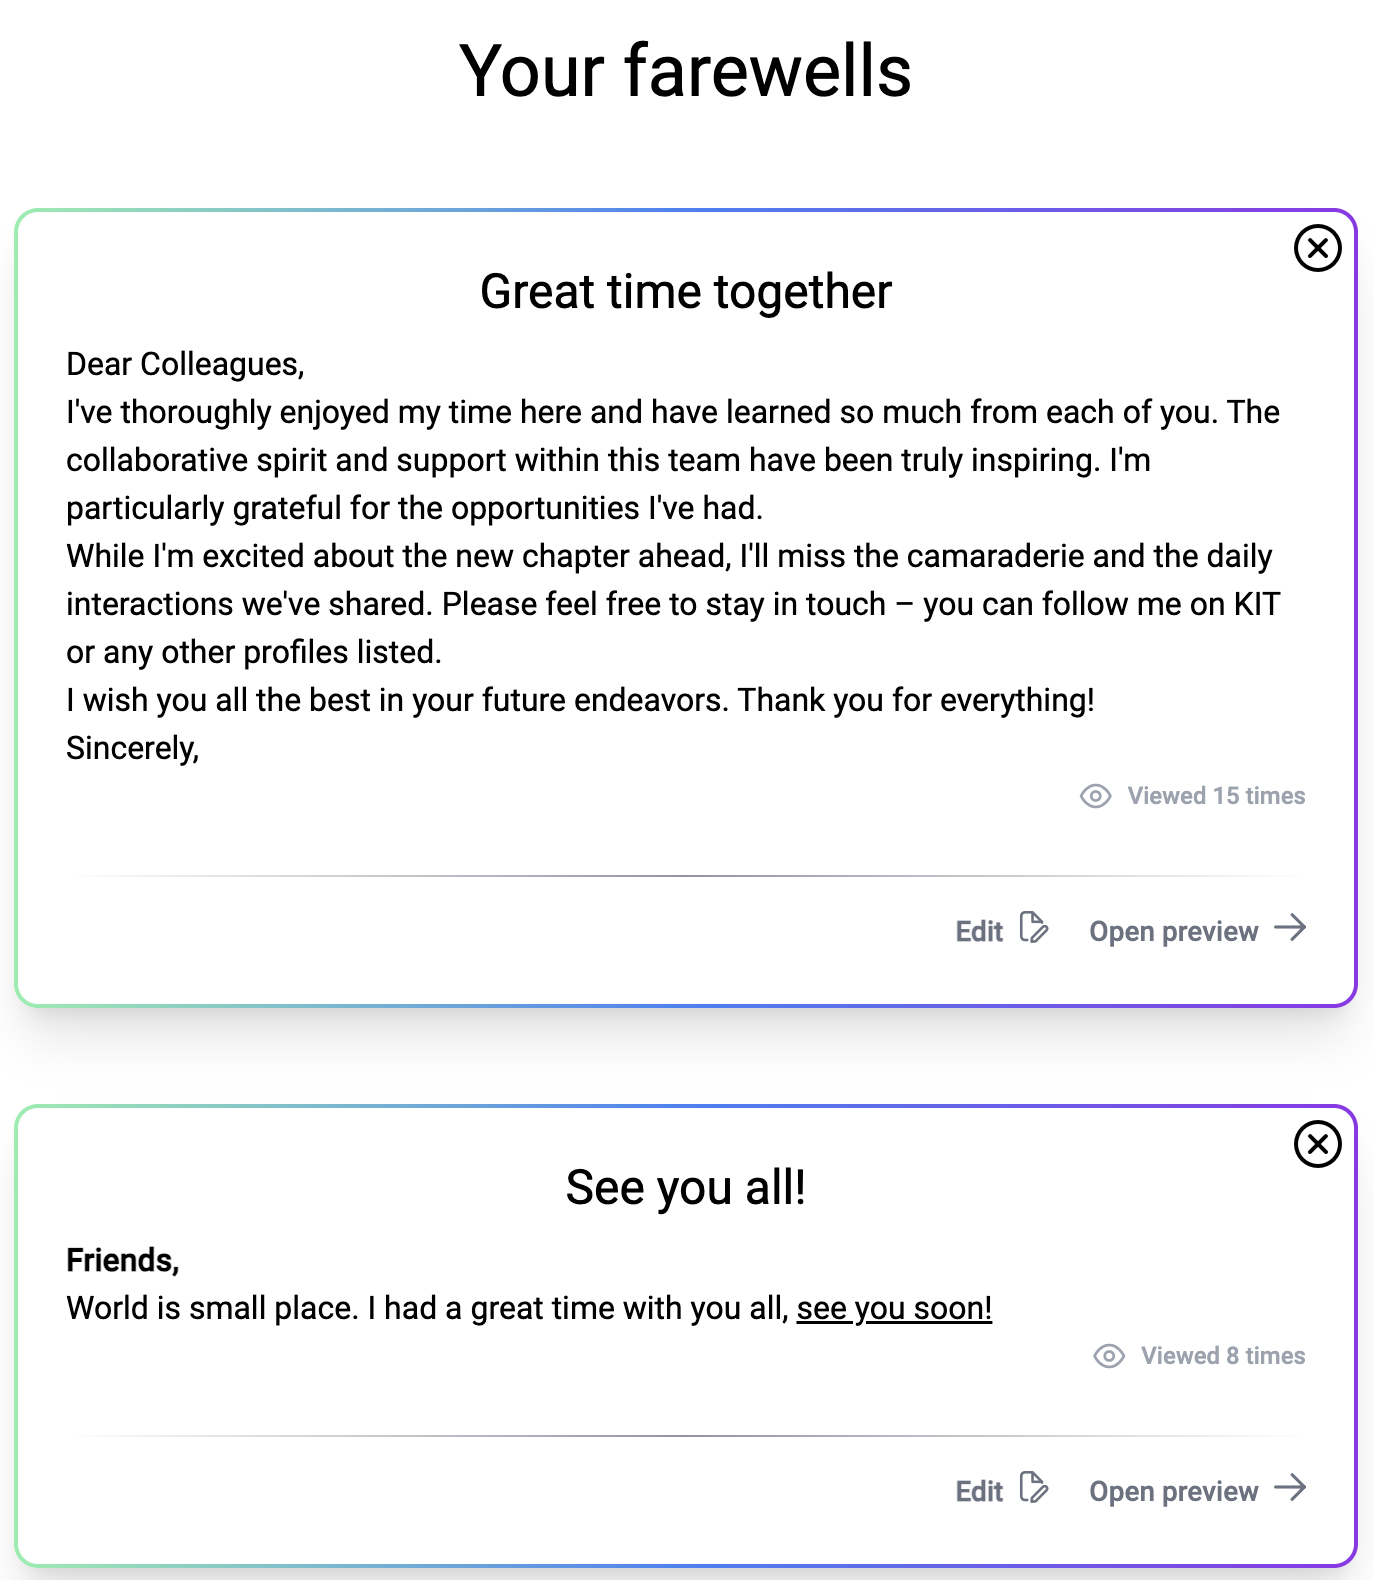 Your farewells
Great time together
Dear Colleagues,
I've thoroughly enjoyed my time here and have learned so much from each of you. The
collaborative spirit and support within this team have been truly inspiring. I'm
particularly grateful for the opportunities I've had.
While I'm excited about the new chapter ahead, I'll miss the camaraderie and the daily
interactions we've shared. Please feel free to stay in touch – you can follow me on KIT
or any other profiles listed.
I wish you all the best in your future endeavors. Thank you for everything!
Sincerely,
Viewed 15 times
Edit Open preview
See you all!
Friends,
World is small place. I had a great time with you all, see you soon!
Viewed 8 times
Edit Open preview